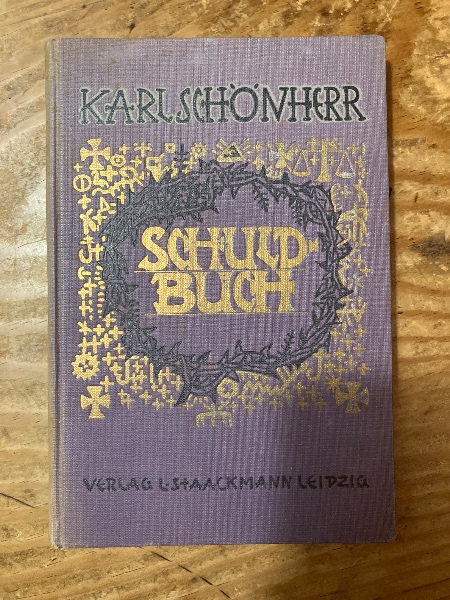 KARL SCHÖNHERR
SCHULD-
BUCH
VERLAG L. STAACKMANN LEIPZIG